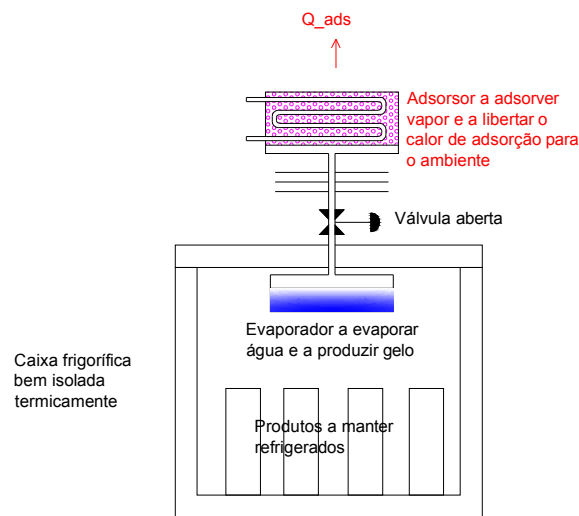 Q_ads
Adsorsor a adsorver
vapor e a libertar o
calor de adsorção para
o ambiente
Válvula aberta
Evaporador a evaporar
água e a produzir gelo
Caixa frigorífica
bem isolada
termicamente
Produtos a manter
refrigerados